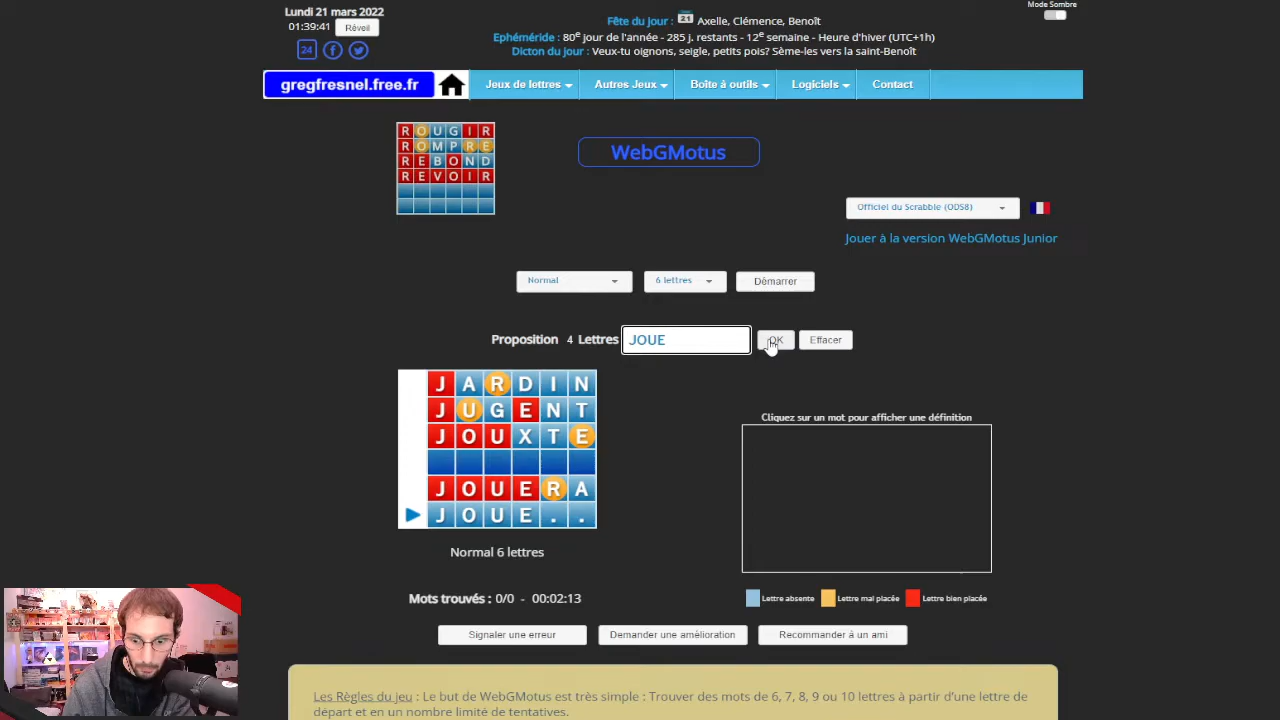 Lundi 21 mars 2022
01:39:41 Réveil
24
Fête du jour : 21 Axelle, Clémence, Benoît
Ephéméride : 80e jour de l'année - 285 j. restants - 12e semaine - Heure d'hiver (UTC+1h)
Dicton du jour : Veux-tu oignons, seigle, petits pois? Sème-les vers la saint-Benoît
Mode Sombre
gregfresnel.free.fr Jeux de lettres Autres Jeux Boîte à outils Logiciels Contact
ROUGIR
ROMPRE
REBOND
REVOIR
WebGMotus
Officiel du Scrabble (ODS8)
Jouer à la version WebGMotus Junior
Normal 6 lettres Démarrer
Proposition 4 Lettres JOUE OK Effacer
JARDIN
JUGENT
JOUXTE
JOUERA
JOUE..
Cliquez sur un mot pour afficher une définition
Normal 6 lettres
Mots trouvés : 0/0 - 00:02:13
Lettre absente Lettre mal placée Lettre bien placée
Signaler une erreur Demander une amélioration Recommander à un ami
Les Règles du jeu : Le but de WebGMotus est très simple : Trouver des mots de 6, 7, 8, 9 ou 10 lettres à partir d'une lettre de
départ et en un nombre limité de tentatives.